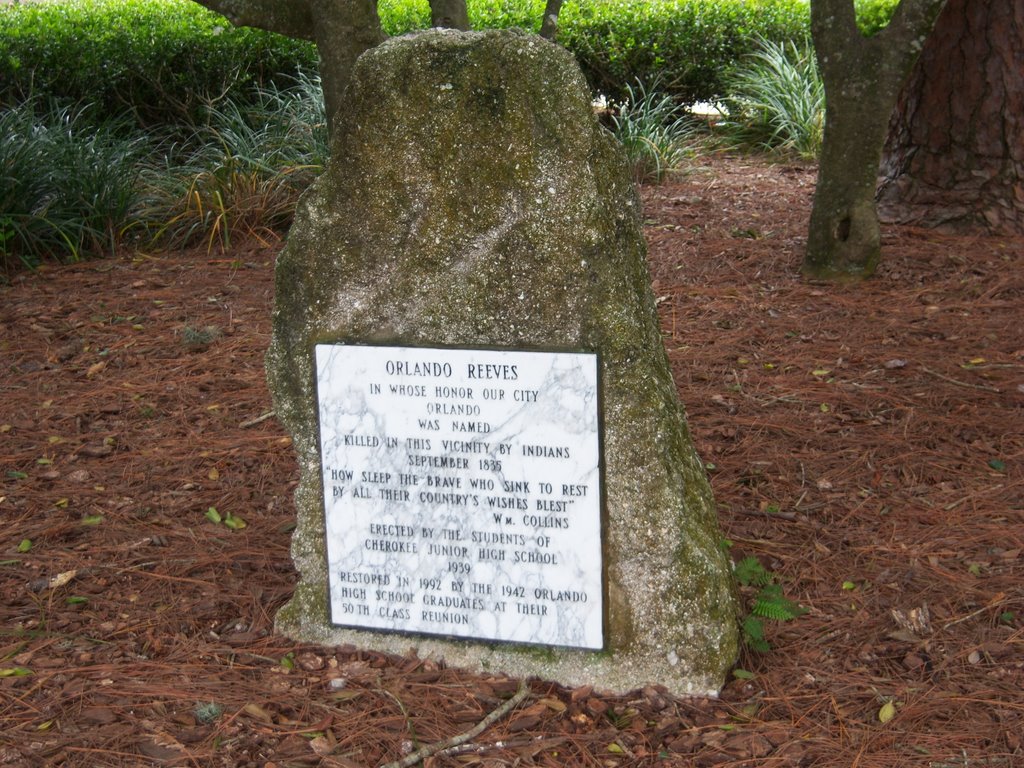 ORLANDO REEVES
IN WHOSE HONOR OUR CITY
ORLANDO
WAS NAMED
KILLED IN THIS VICINITY BY INDIANS
SEPTEMBER 1835
"HOW SLEEP THE BRAVE WHO SINK TO REST
BY ALL THEIR COUNTRY'S WISHES BLEST"
WM. COLLINS
ERECTED BY THE STUDENTS OF
CHEROKEE JUNIOR HIGH SCHOOL
1939
RESTORED IN 1992 BY THE 1942 ORLANDO
HIGH SCHOOL GRADUATES AT THEIR
50TH CLASS REUNION